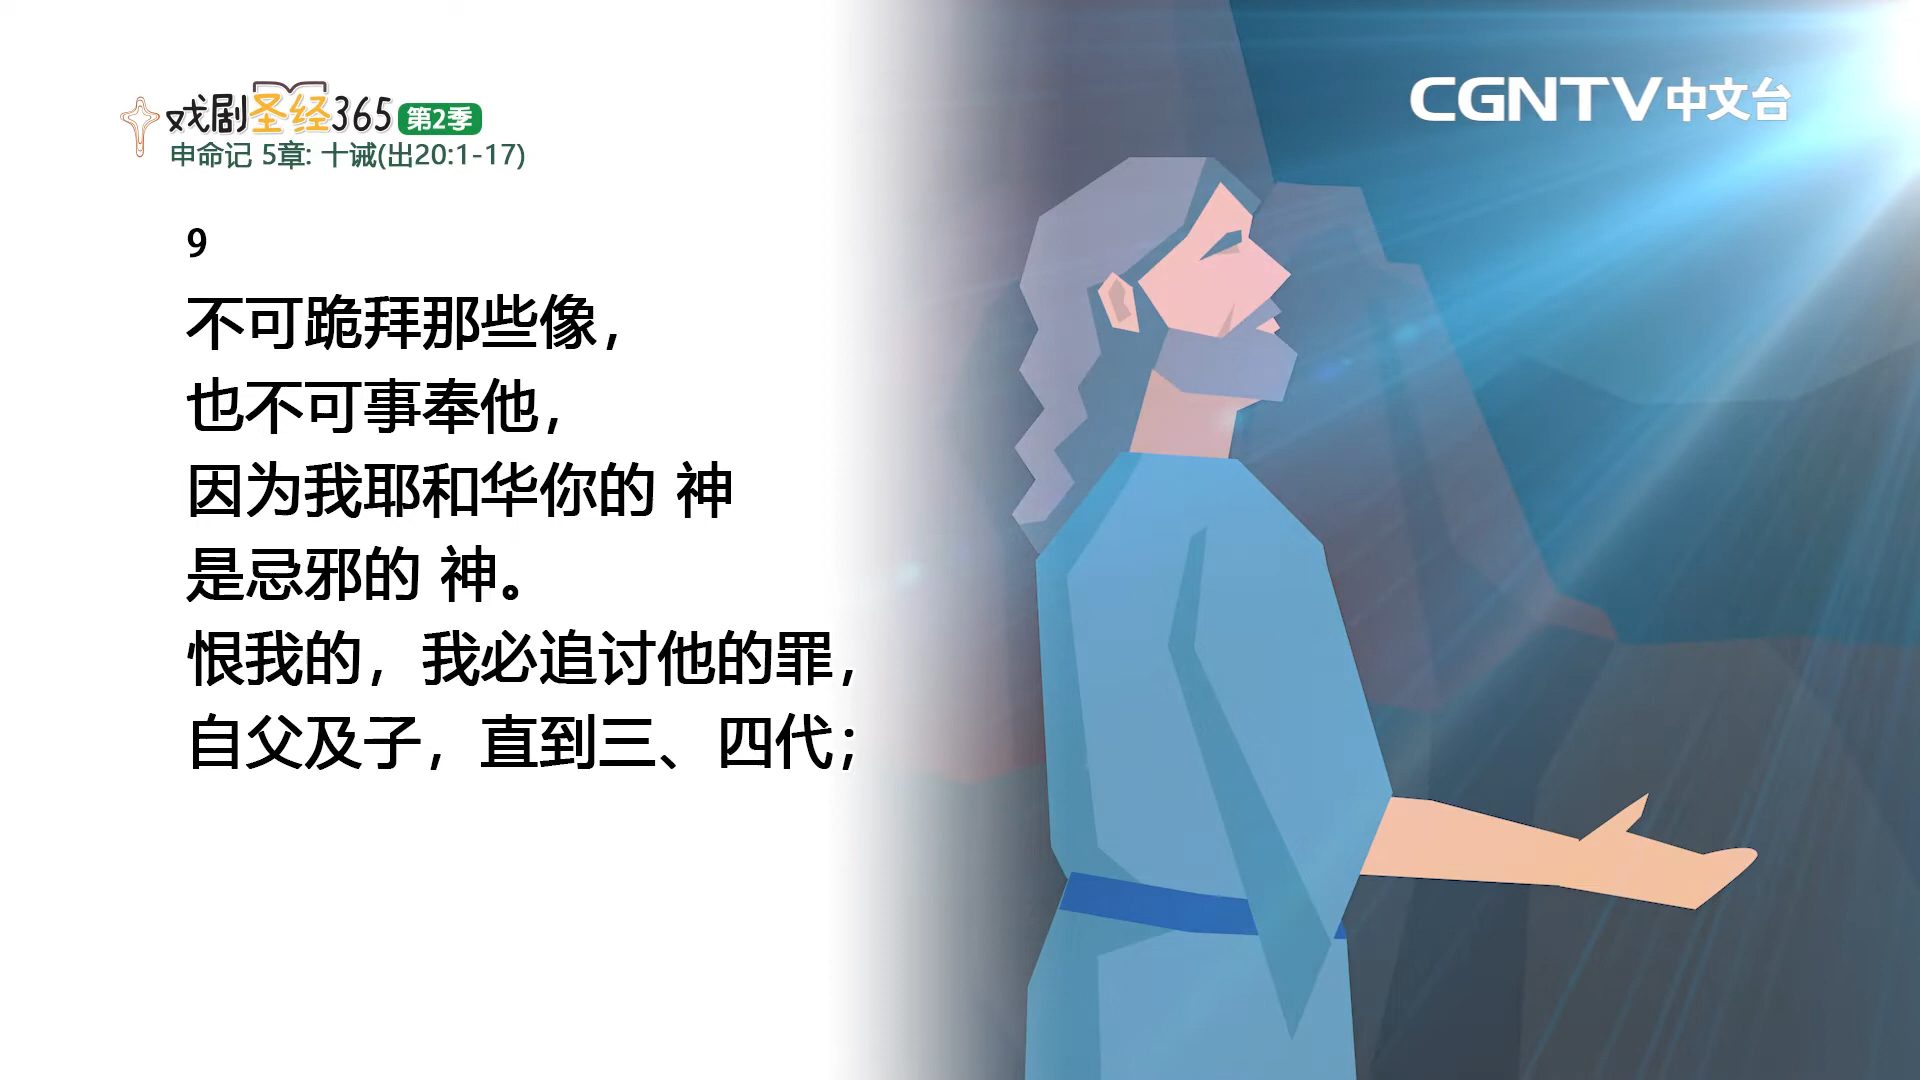 戏剧圣经365 第2季
申命记 5章: 十诫(出20:1-17)
CGNTV中文台
9
不可跪拜那些像，
也不可事奉他，
因为我耶和华你的 神
是忌邪的 神。
恨我的，我必追讨他的罪，
自父及子，直到三、四代；